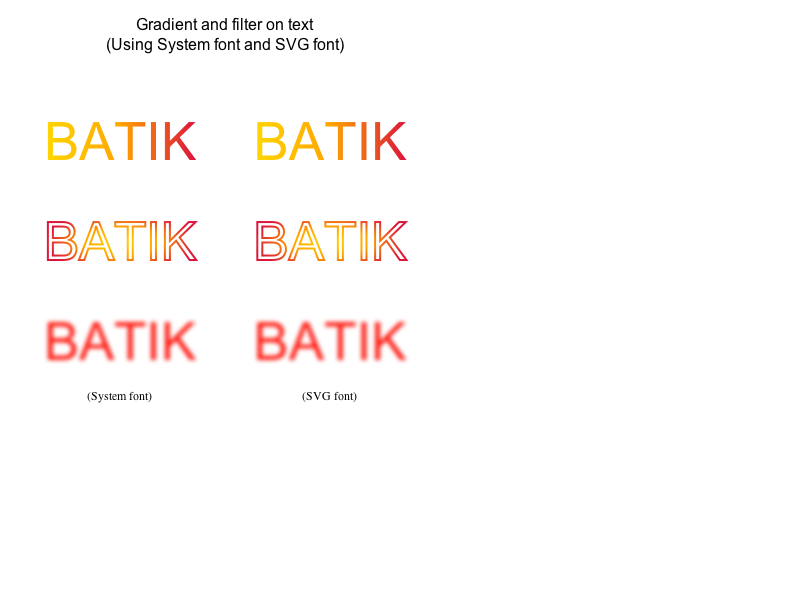 Gradient and filter on text
(Using System font and SVG font)
BATIK BATIK
BATIK BATIK
BATIK BATIK
(System font) (SVG font)